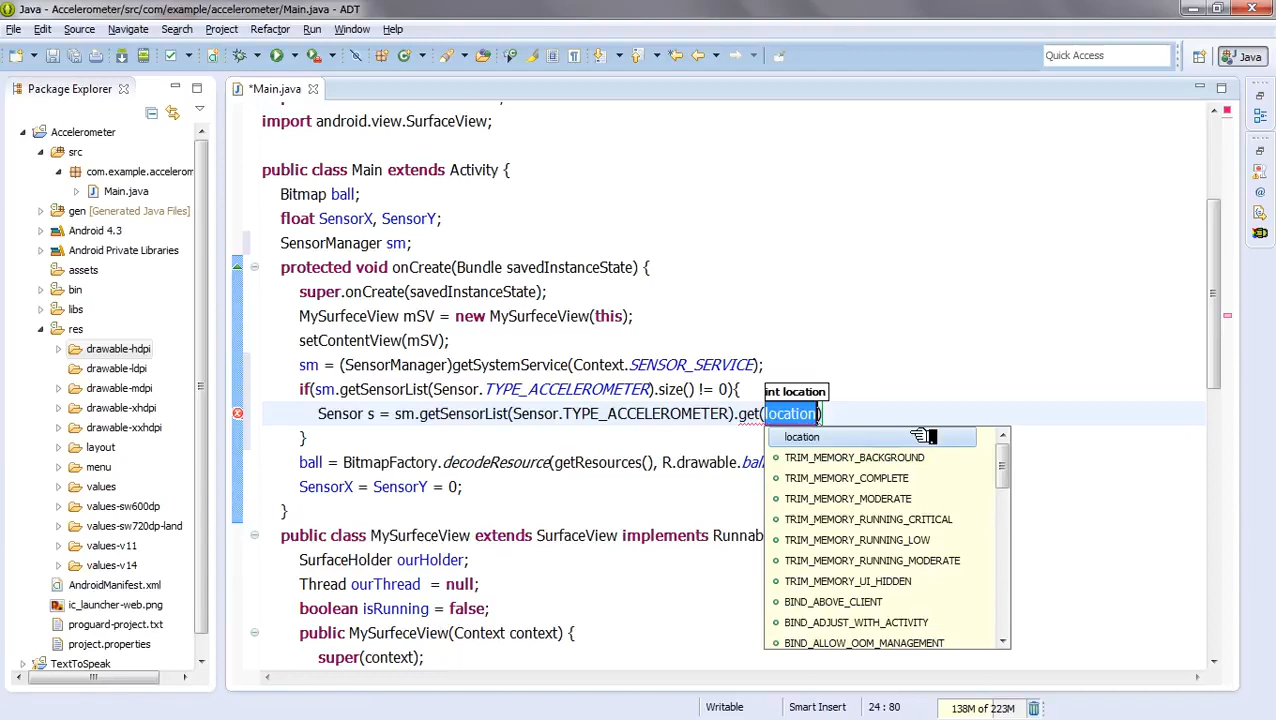 Java - Accelerometer/src/com/example/accelerometer/Main.java - ADT
File Edit Source Navigate Search Project Refactor Run Window Help
Quick Access
Java
Package Explorer
*Main.java
Accelerometer
src
com.example.accelerom
Main.java
gen [Generated Java Files]
Android 4.3
Android Private Libraries
assets
bin
libs
res
drawable-hdpi
drawable-ldpi
drawable-mdpi
drawable-xhdpi
drawable-xxhdpi
layout
menu
values
values-sw600dp
values-sw720dp-land
values-v11
values-v14
AndroidManifest.xml
ic_launcher-web.png
proguard-project.txt
project.properties
TextToSpeak
import android.view.SurfaceView;
public class Main extends Activity {
Bitmap ball;
float SensorX, SensorY;
SensorManager sm;
protected void onCreate(Bundle savedInstanceState) {
super.onCreate(savedInstanceState);
MySurfeceView mSV = new MySurfeceView(this);
setContentView(mSV);
sm = (SensorManager)getSystemService(Context.SENSOR_SERVICE);
if(sm.getSensorList(Sensor.TYPE_ACCELEROMETER).size() != 0){
int location
Sensor s = sm.getSensorList(Sensor.TYPE_ACCELEROMETER).get(location)
}
ball = BitmapFactory.decodeResource(getResources(), R.drawable.bal
SensorX = SensorY = 0;
}
public class MySurfeceView extends SurfaceView implements Runnab
SurfaceHolder ourHolder;
Thread ourThread = null;
boolean isRunning = false;
public MySurfeceView(Context context) {
super(context);
location
TRIM_MEMORY_BACKGROUND
TRIM_MEMORY_COMPLETE
TRIM_MEMORY_MODERATE
TRIM_MEMORY_RUNNING_CRITICAL
TRIM_MEMORY_RUNNING_LOW
TRIM_MEMORY_RUNNING_MODERATE
TRIM_MEMORY_UI_HIDDEN
BIND_ABOVE_CLIENT
BIND_ADJUST_WITH_ACTIVITY
BIND_ALLOW_OOM_MANAGEMENT
Writable Smart Insert 24 : 80 138M of 223M